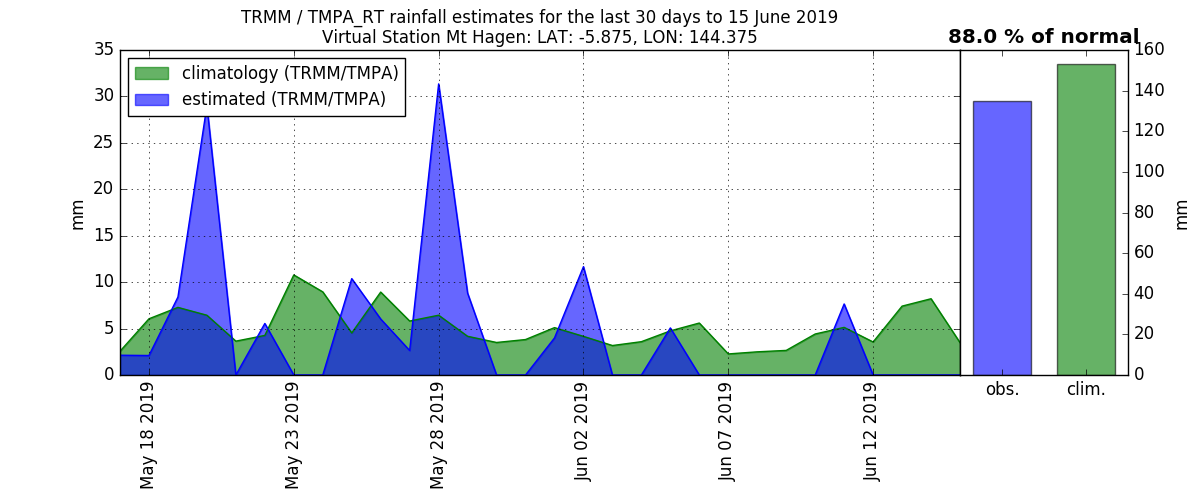 TRMM / TMPA_RT rainfall estimates for the last 30 days to 15 June 2019
Virtual Station Mt Hagen: LAT: -5.875, LON: 144.375
88.0 % of normal
climatology (TRMM/TMPA)
estimated (TRMM/TMPA)
35
30
25
20
15
10
5
0
mm
May 18 2019
May 23 2019
May 28 2019
Jun 02 2019
Jun 07 2019
Jun 12 2019
obs.
clim.
160
140
120
100
80
60
40
20
0
mm